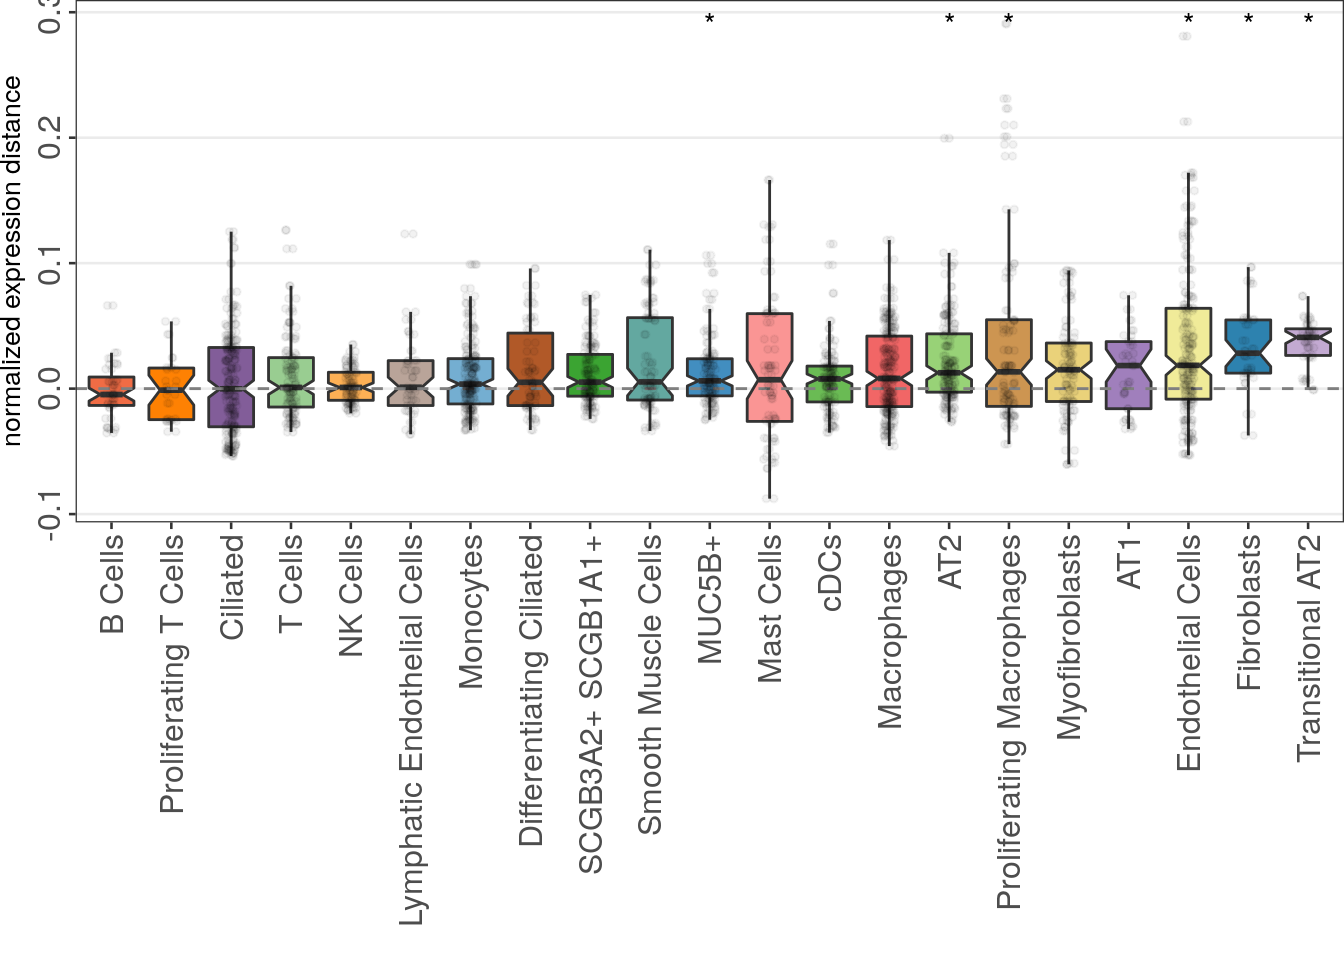 normalized expression distance
0.3
0.2
0.1
0.0
-0.1
* * * * * *
B Cells
Proliferating T Cells
Ciliated
T Cells
NK Cells
Lymphatic Endothelial Cells
Monocytes
Differentiating Ciliated
SCGB3A2+ SCGB1A1+
Smooth Muscle Cells
MUC5B+
Mast Cells
cDCs
Macrophages
AT2
Proliferating Macrophages
Myofibroblasts
AT1
Endothelial Cells
Fibroblasts
Transitional AT2